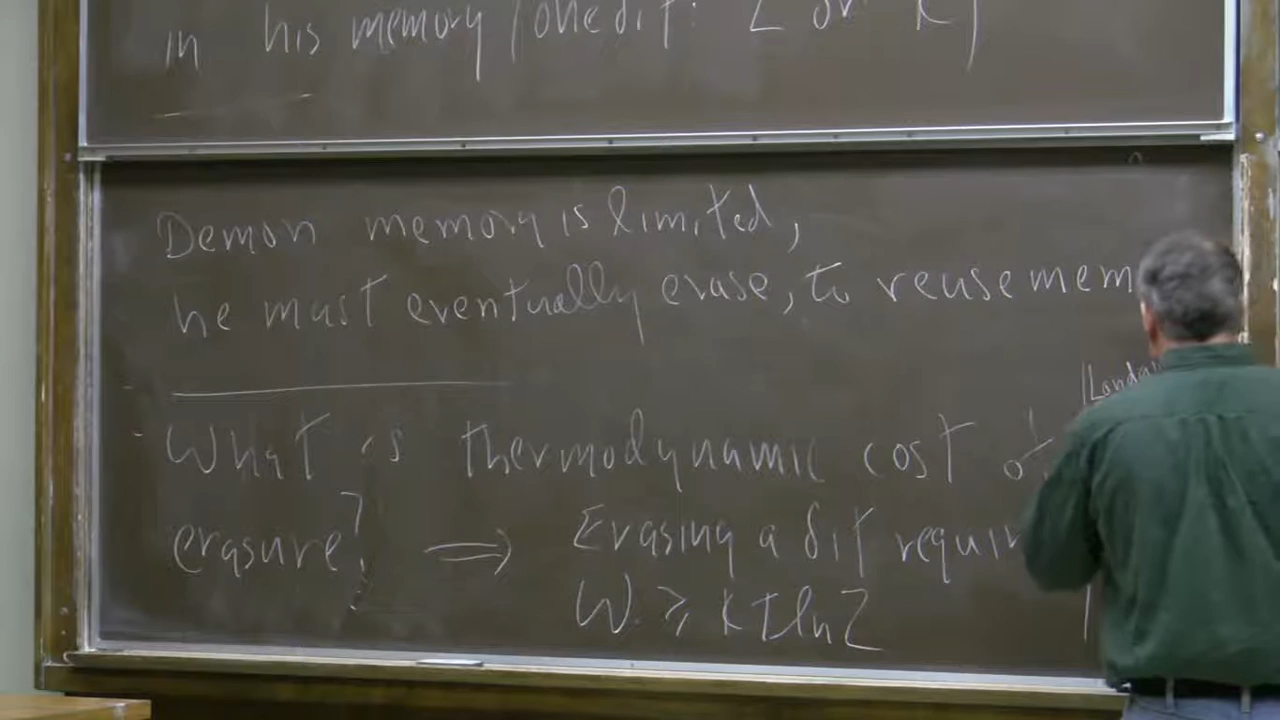 in his memory / one bit: L or R
Demon memory is limited,
he must eventually erase, to reuse mem
What is thermodynamic cost of
erasure? ⟹ Erasing a bit requir
W ≥ kT ln 2